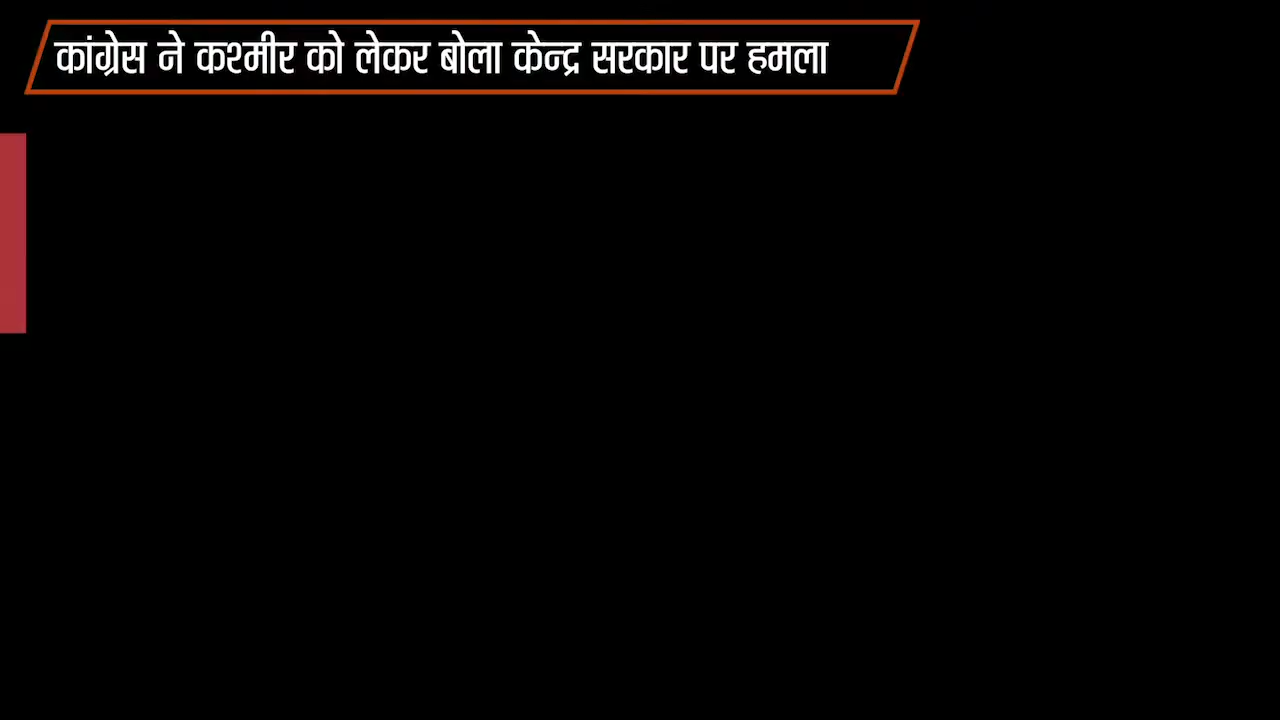 कांग्रेस ने कश्मीर को लेकर बोला केन्द्र सरकार पर हमला